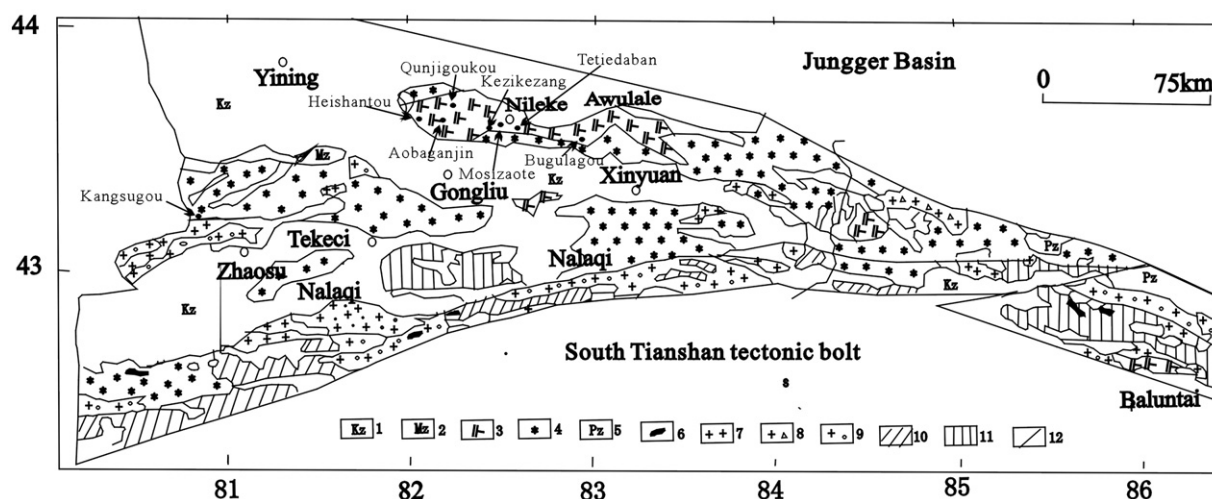 44
Jungger Basin
Tetiedaban
Yining
Qunjigoukou
Kezikezang
0 75km
Heishantou
Nileke
Awulale
Kz
Aobaganjin
Moslzaote
Bugulagou
Mz
Kz
Xinyuan
Kangsugou
Gongliu
Tekeci
43
Zhaosu
Nalaqi
Pz
Nalaqi
Kz
Pz
Kz
South Tianshan tectonic bolt
s
Baluntai
Kz 1 Mz 2 3 4 Pz 5 6 7 8 9 10 11 12
81 82 83 84 85 86